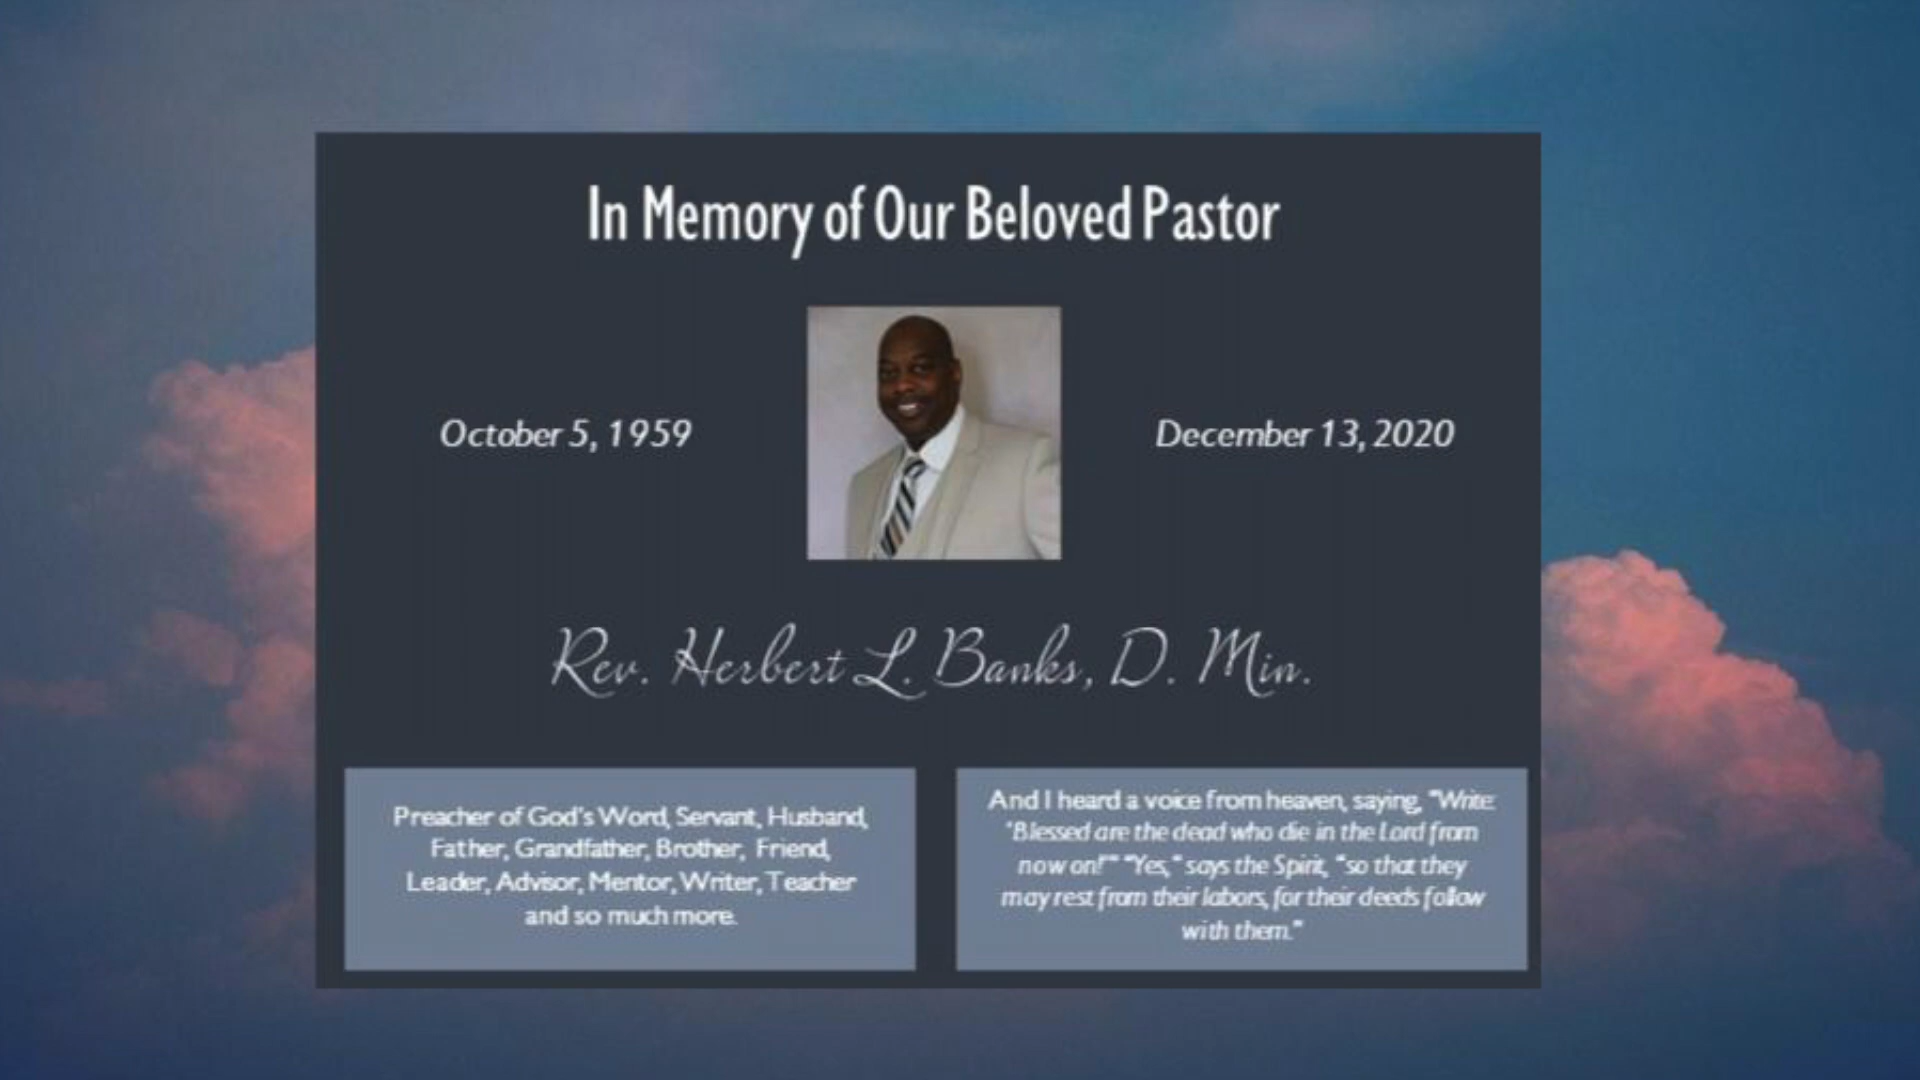 In Memory of Our Beloved Pastor
October 5, 1959
December 13, 2020
Rev. Herbert L. Banks, D. Min.
Preacher of God's Word, Servant, Husband,
Father, Grandfather, Brother, Friend,
Leader, Advisor, Mentor, Writer, Teacher
and so much more.
And I heard a voice from heaven, saying, "Write:
'Blessed are the dead who die in the Lord from
now on!'" "Yes," says the Spirit, "so that they
may rest from their labors, for their deeds follow
with them."